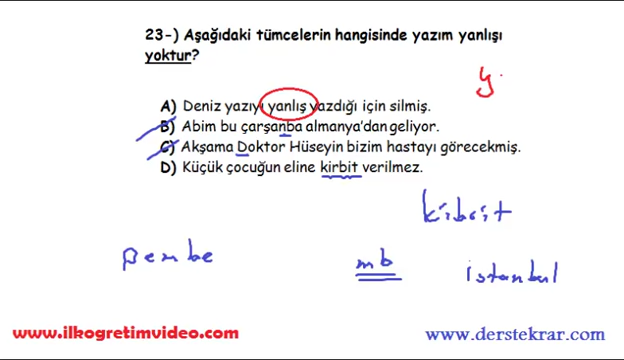 23-) Aşağıdaki tümcelerin hangisinde yazım yanlışı
yoktur?
y
A) Deniz yazıyı yanlış yazdığı için silmiş.
B) Abim bu çarşanba almanya’dan geliyor.
C) Akşama Doktor Hüseyin bizim hastayı görecekmiş.
D) Küçük çocuğun eline kirbit verilmez.
kibrit
pembe
mb
istanbul
www.ilkogretimvideo.com
www.derstekrar.com